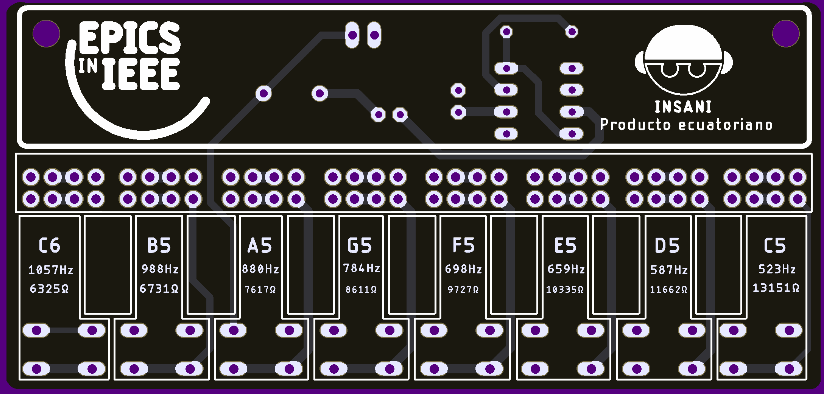 EPICS
IN IEEE
INSANI
Producto ecuatoriano
C6 B5 A5 G5 F5 E5 D5 C5
1057Hz 988Hz 880Hz 784Hz 698Hz 659Hz 587Hz 523Hz
6325Ω 6731Ω 7617Ω 8611Ω 9727Ω 10335Ω 11662Ω 13151Ω